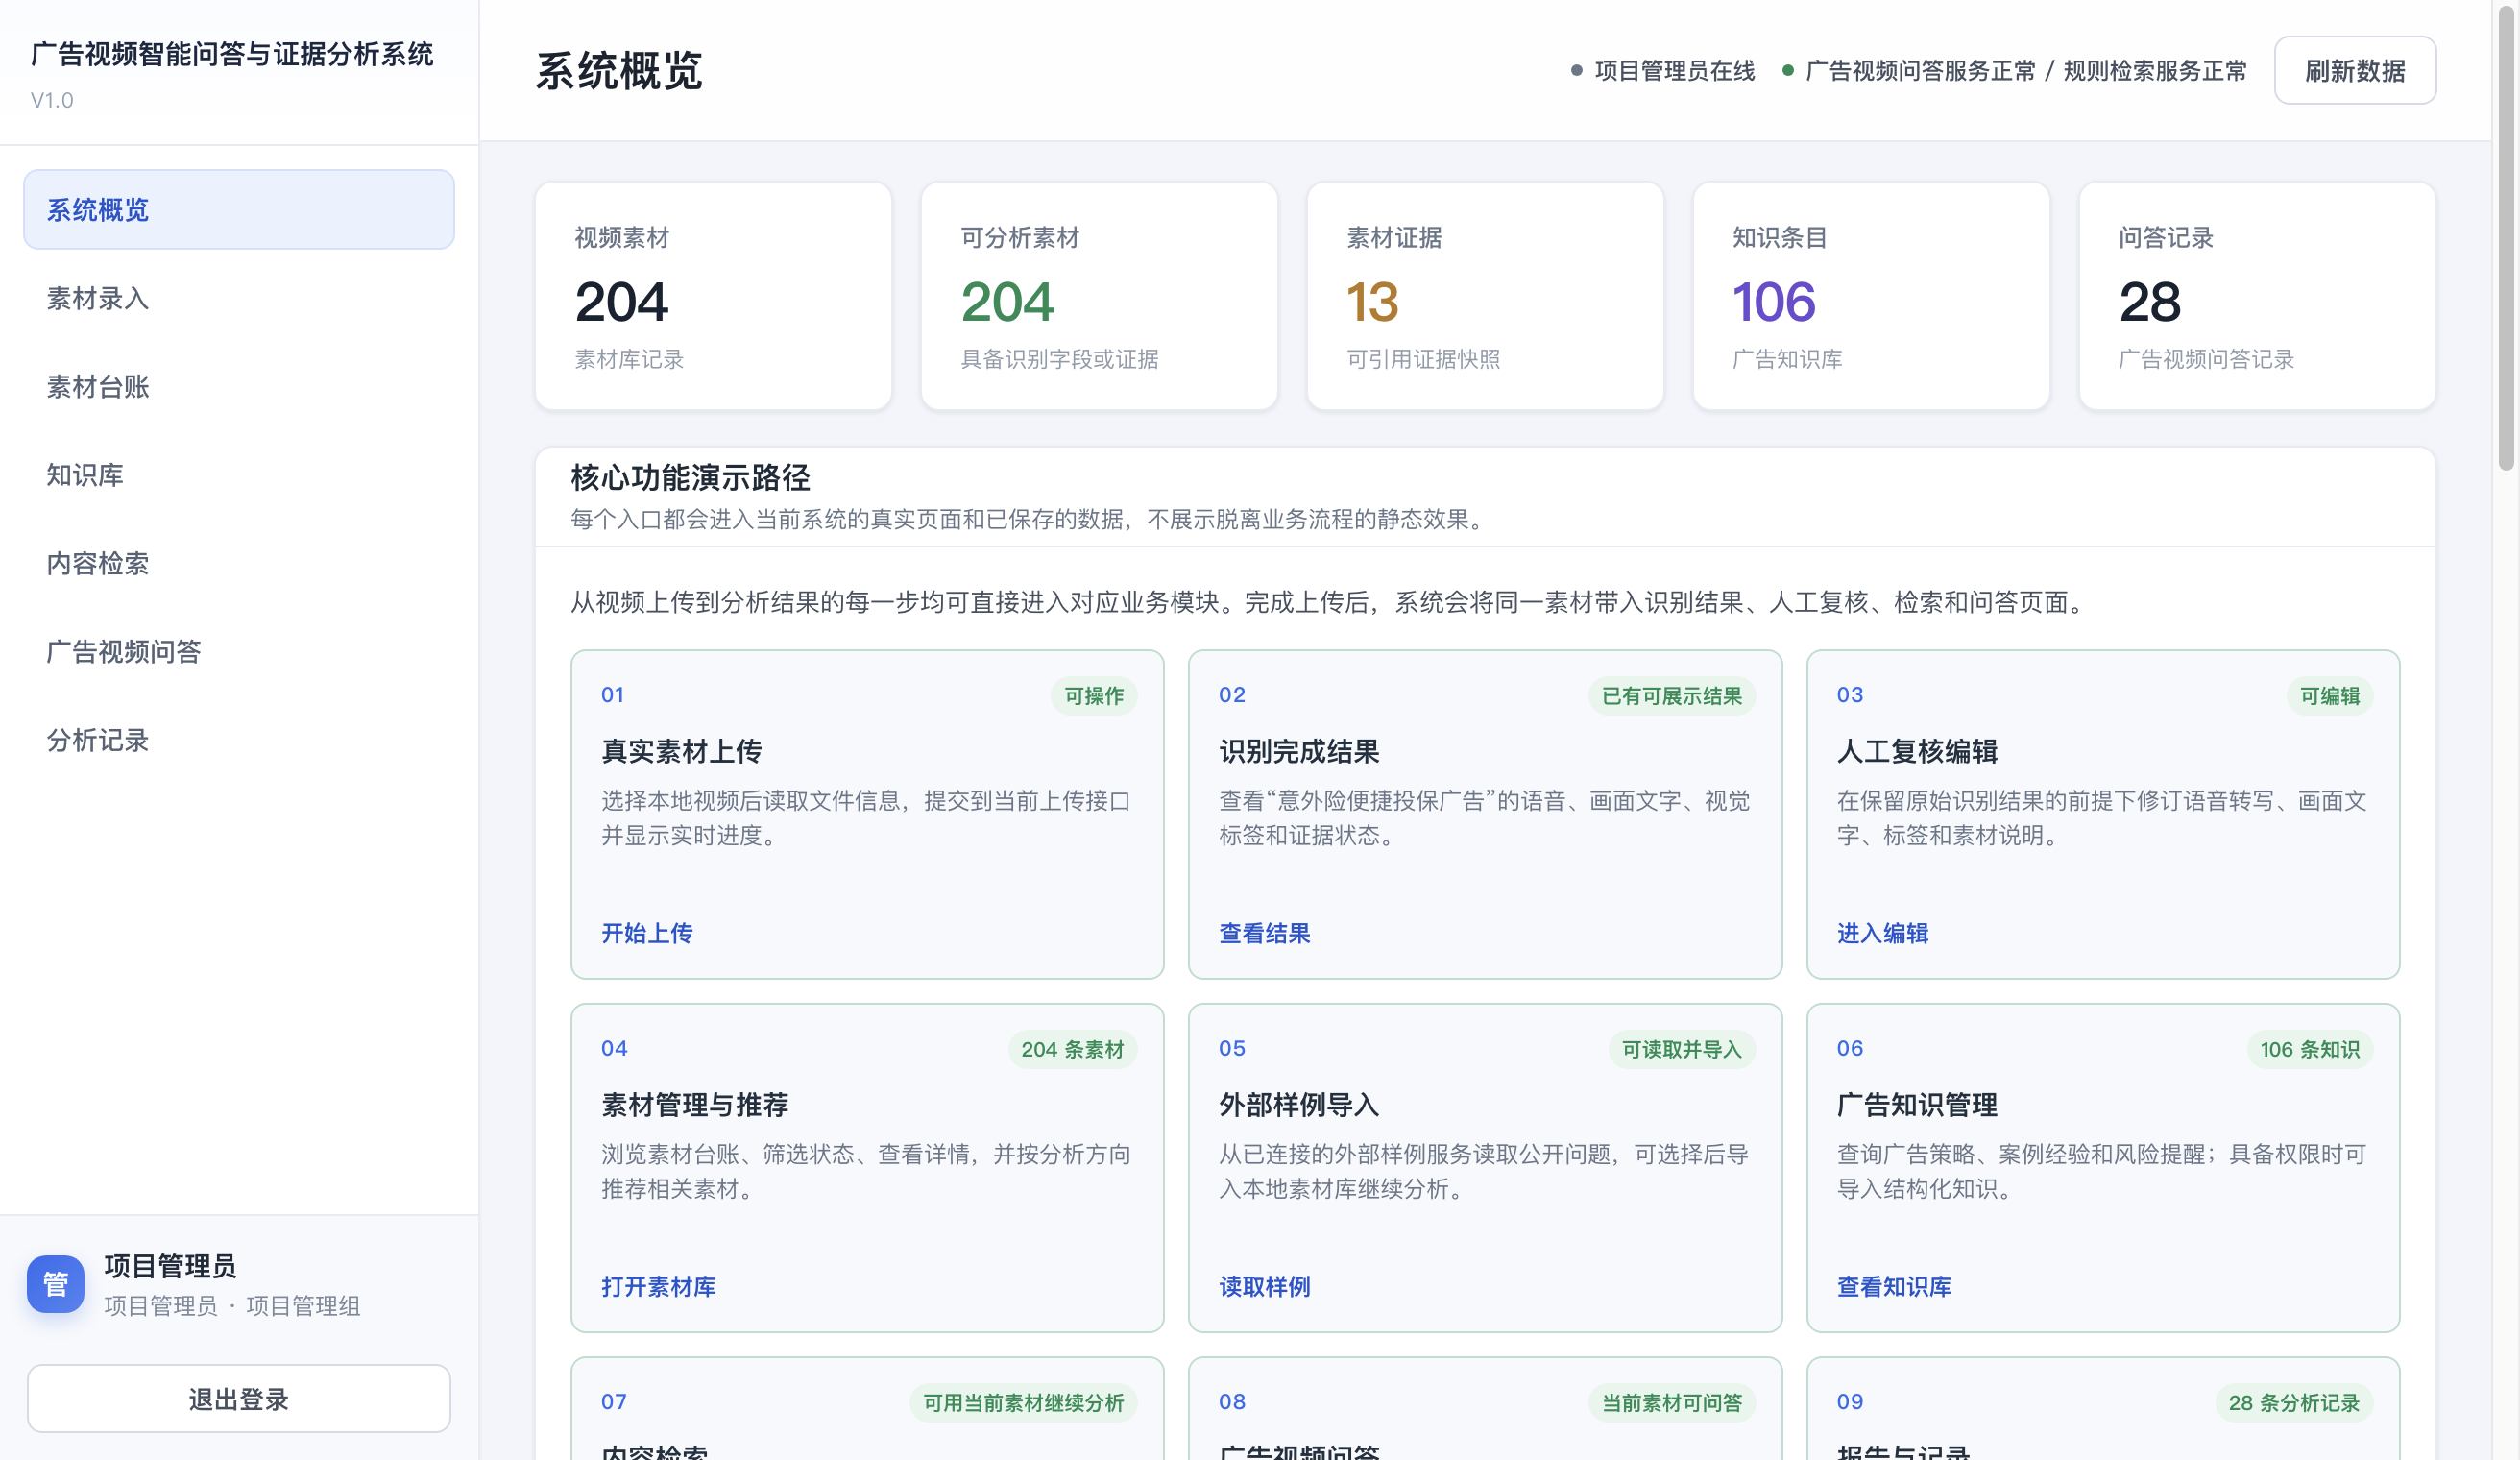 广告视频智能问答与证据分析系统
V1.0
系统概览
素材录入
素材台账
知识库
内容检索
广告视频问答
分析记录
管
项目管理员
项目管理员 · 项目管理组
退出登录
系统概览
项目管理员在线
广告视频问答服务正常 / 规则检索服务正常
刷新数据
视频素材
204
素材库记录
可分析素材
204
具备识别字段或证据
素材证据
13
可引用证据快照
知识条目
106
广告知识库
问答记录
28
广告视频问答记录
核心功能演示路径
每个入口都会进入当前系统的真实页面和已保存的数据，不展示脱离业务流程的静态效果。
从视频上传到分析结果的每一步均可直接进入对应业务模块。完成上传后，系统会将同一素材带入识别结果、人工复核、检索和问答页面。
01
可操作
真实素材上传
选择本地视频后读取文件信息，提交到当前上传接口
并显示实时进度。
开始上传
02
已有可展示结果
识别完成结果
查看“意外险便捷投保广告”的语音、画面文字、视觉
标签和证据状态。
查看结果
03
可编辑
人工复核编辑
在保留原始识别结果的前提下修订语音转写、画面文
字、标签和素材说明。
进入编辑
04
204 条素材
素材管理与推荐
浏览素材台账、筛选状态、查看详情，并按分析方向
推荐相关素材。
打开素材库
05
可读取并导入
外部样例导入
从已连接的外部样例服务读取公开问题，可选择后导
入本地素材库继续分析。
读取样例
06
106 条知识
广告知识管理
查询广告策略、案例经验和风险提醒；具备权限时可
导入结构化知识。
查看知识库
07
可用当前素材继续分析
内容检索
08
当前素材可问答
广告视频问答
09
28 条分析记录
报告与记录